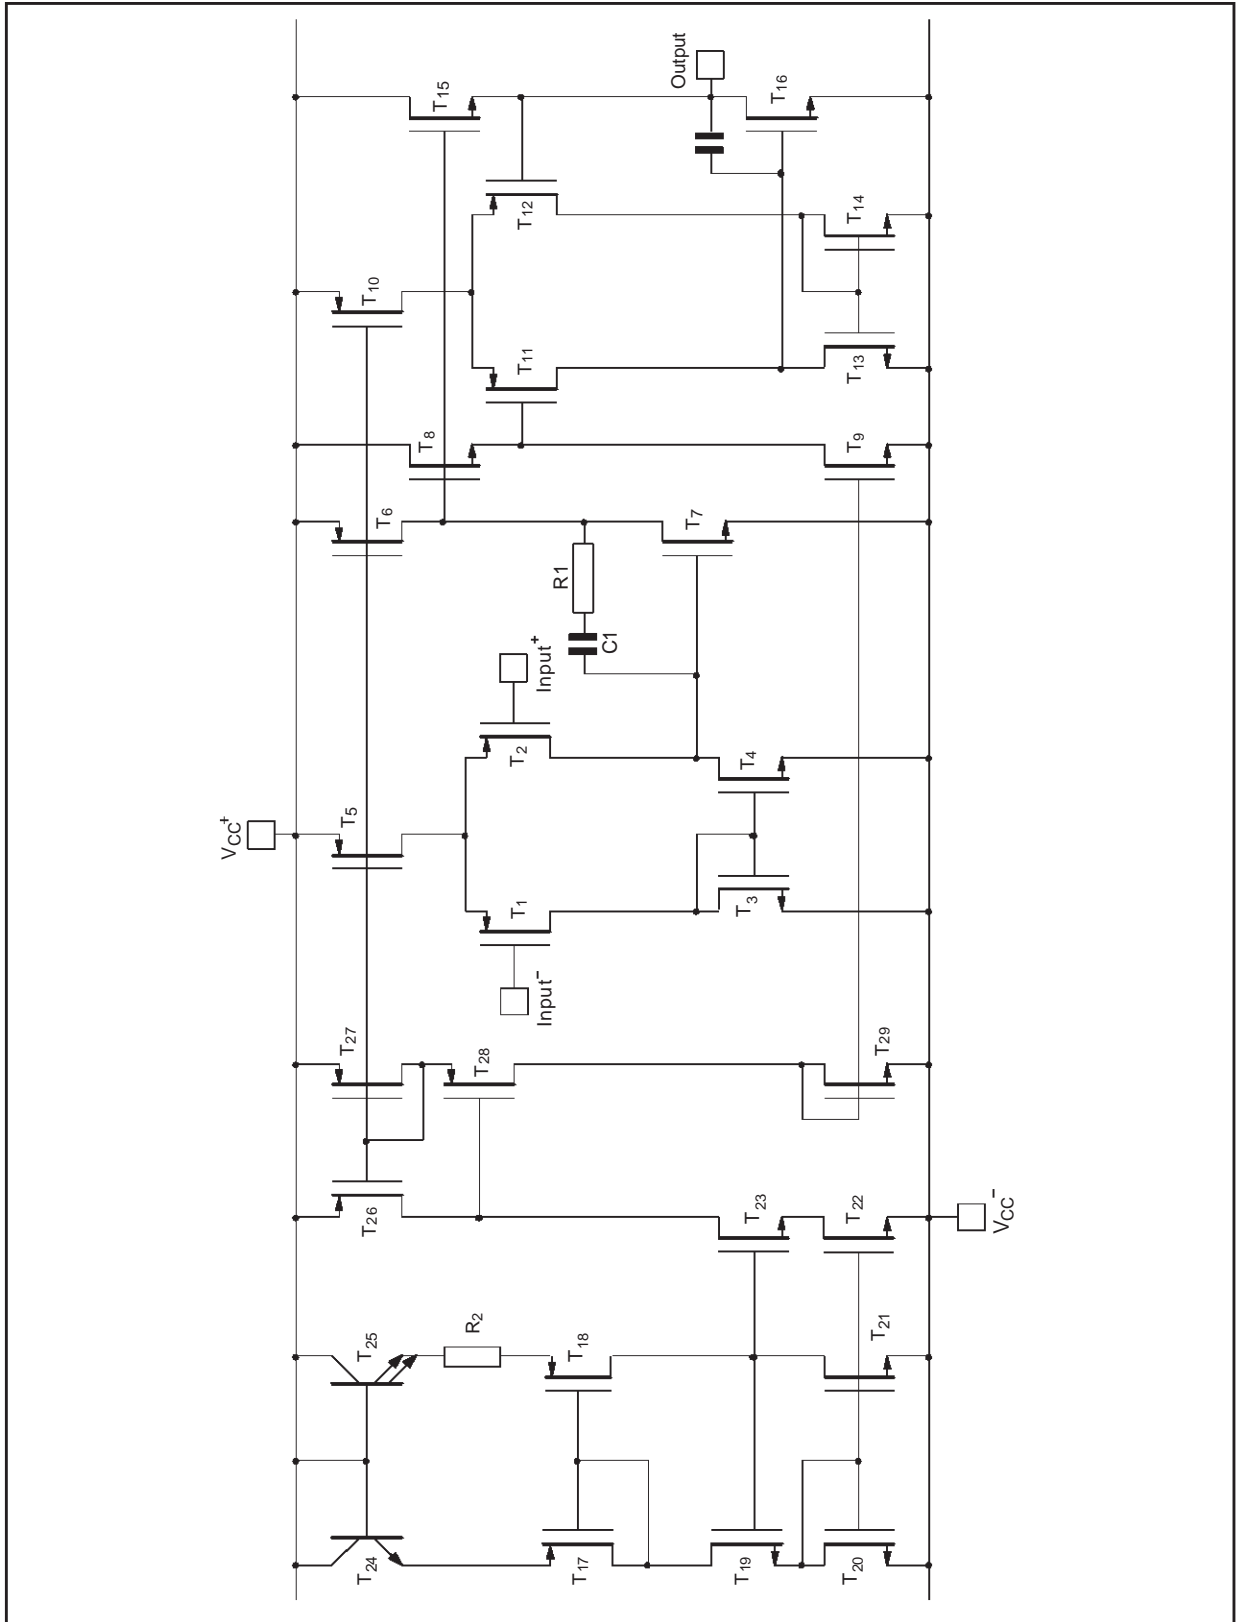 Output
T15
T16
T12
T14
T10
T11
T13
T8
T9
T6
T7
R1
C1
Input+
T2
T4
VCC+
T5
T1
T3
Input-
T27
T28
T29
T26
T23
T22
VCC-
T25
R2
T18
T21
T24
T17
T19
T20